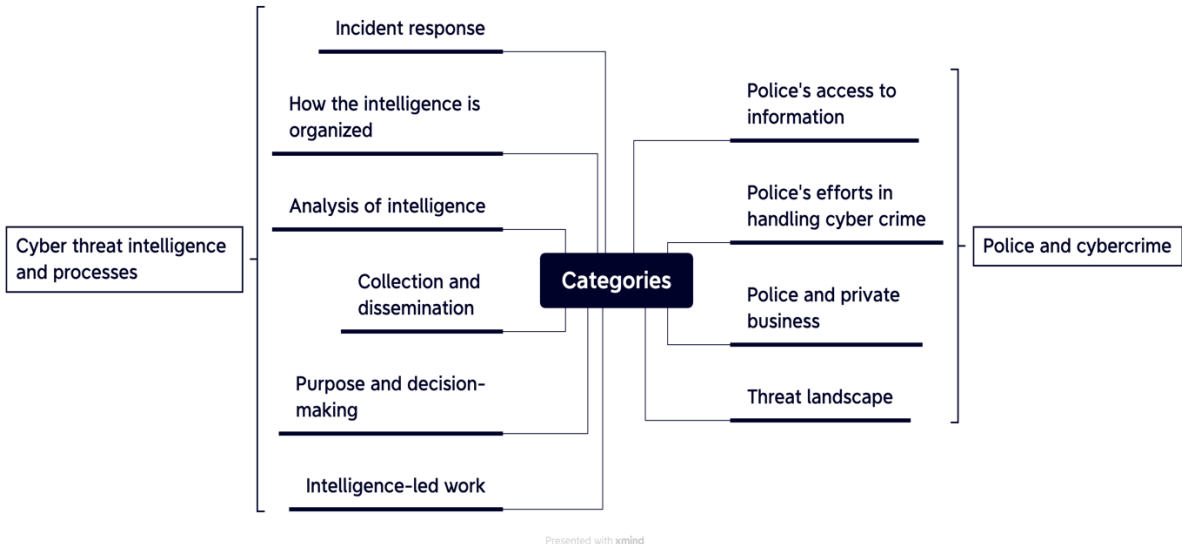 Incident response
How the intelligence is
organized
Analysis of intelligence
Cyber threat intelligence
and processes
Collection and
dissemination
Purpose and decision-
making
Intelligence-led work
Categories
Police's access to
information
Police's efforts in
handling cyber crime
Police and private
business
Threat landscape
Police and cybercrime
Presented with xmind